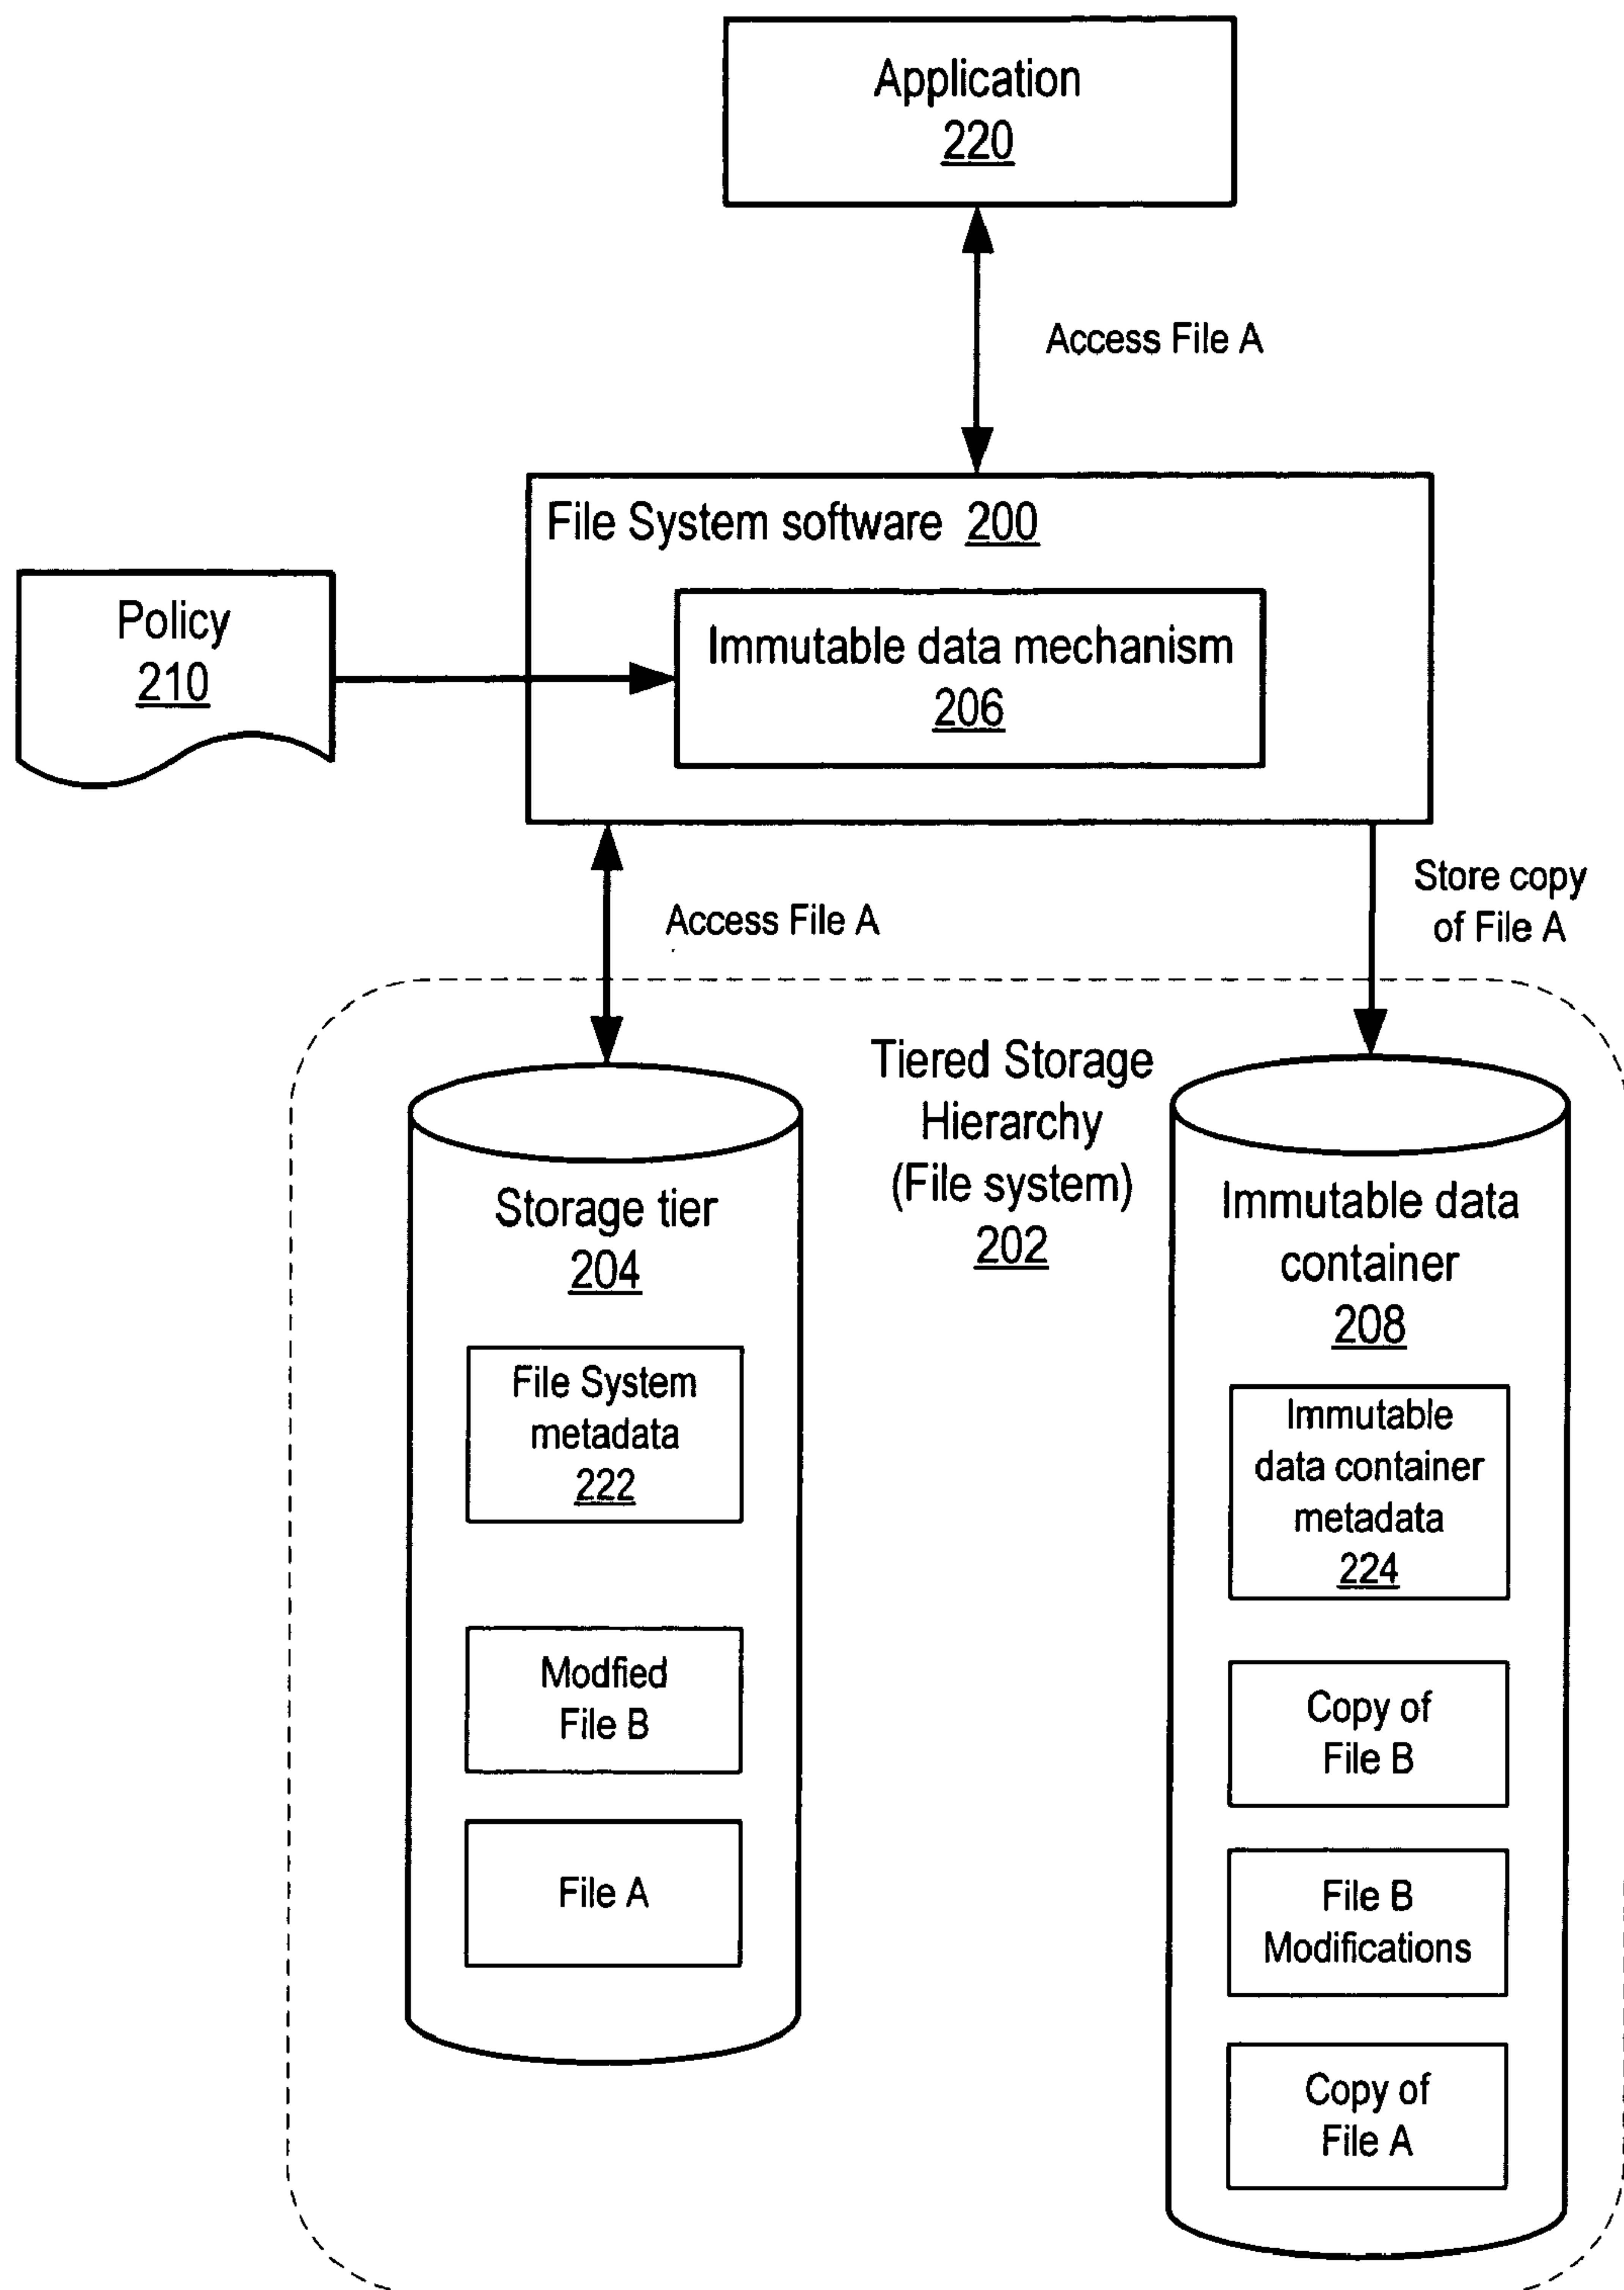 Application
220
Access File A
File System software 200
Policy
210
Immutable data mechanism
206
Access File A
Store copy
of File A
Tiered Storage
Hierarchy
(File system)
202
Storage tier
204
File System
metadata
222
Modfied
File B
File A
Immutable data
container
208
Immutable
data container
metadata
224
Copy of
File B
File B
Modifications
Copy of
File A